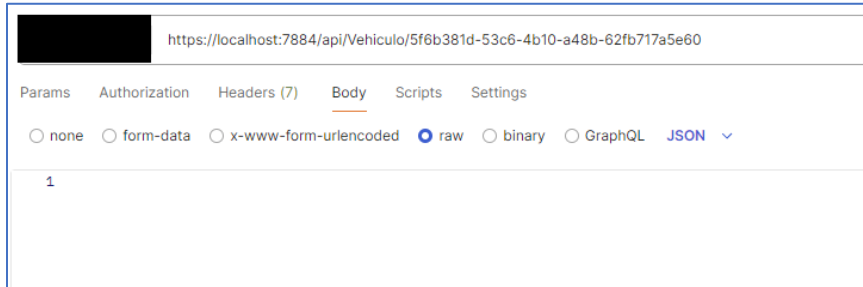 https://localhost:7884/api/Vehiculo/5f6b381d-53c6-4b10-a48b-62fb717a5e60
Params Authorization Headers (7) Body Scripts Settings
none form-data x-www-form-urlencoded raw binary GraphQL JSON
1